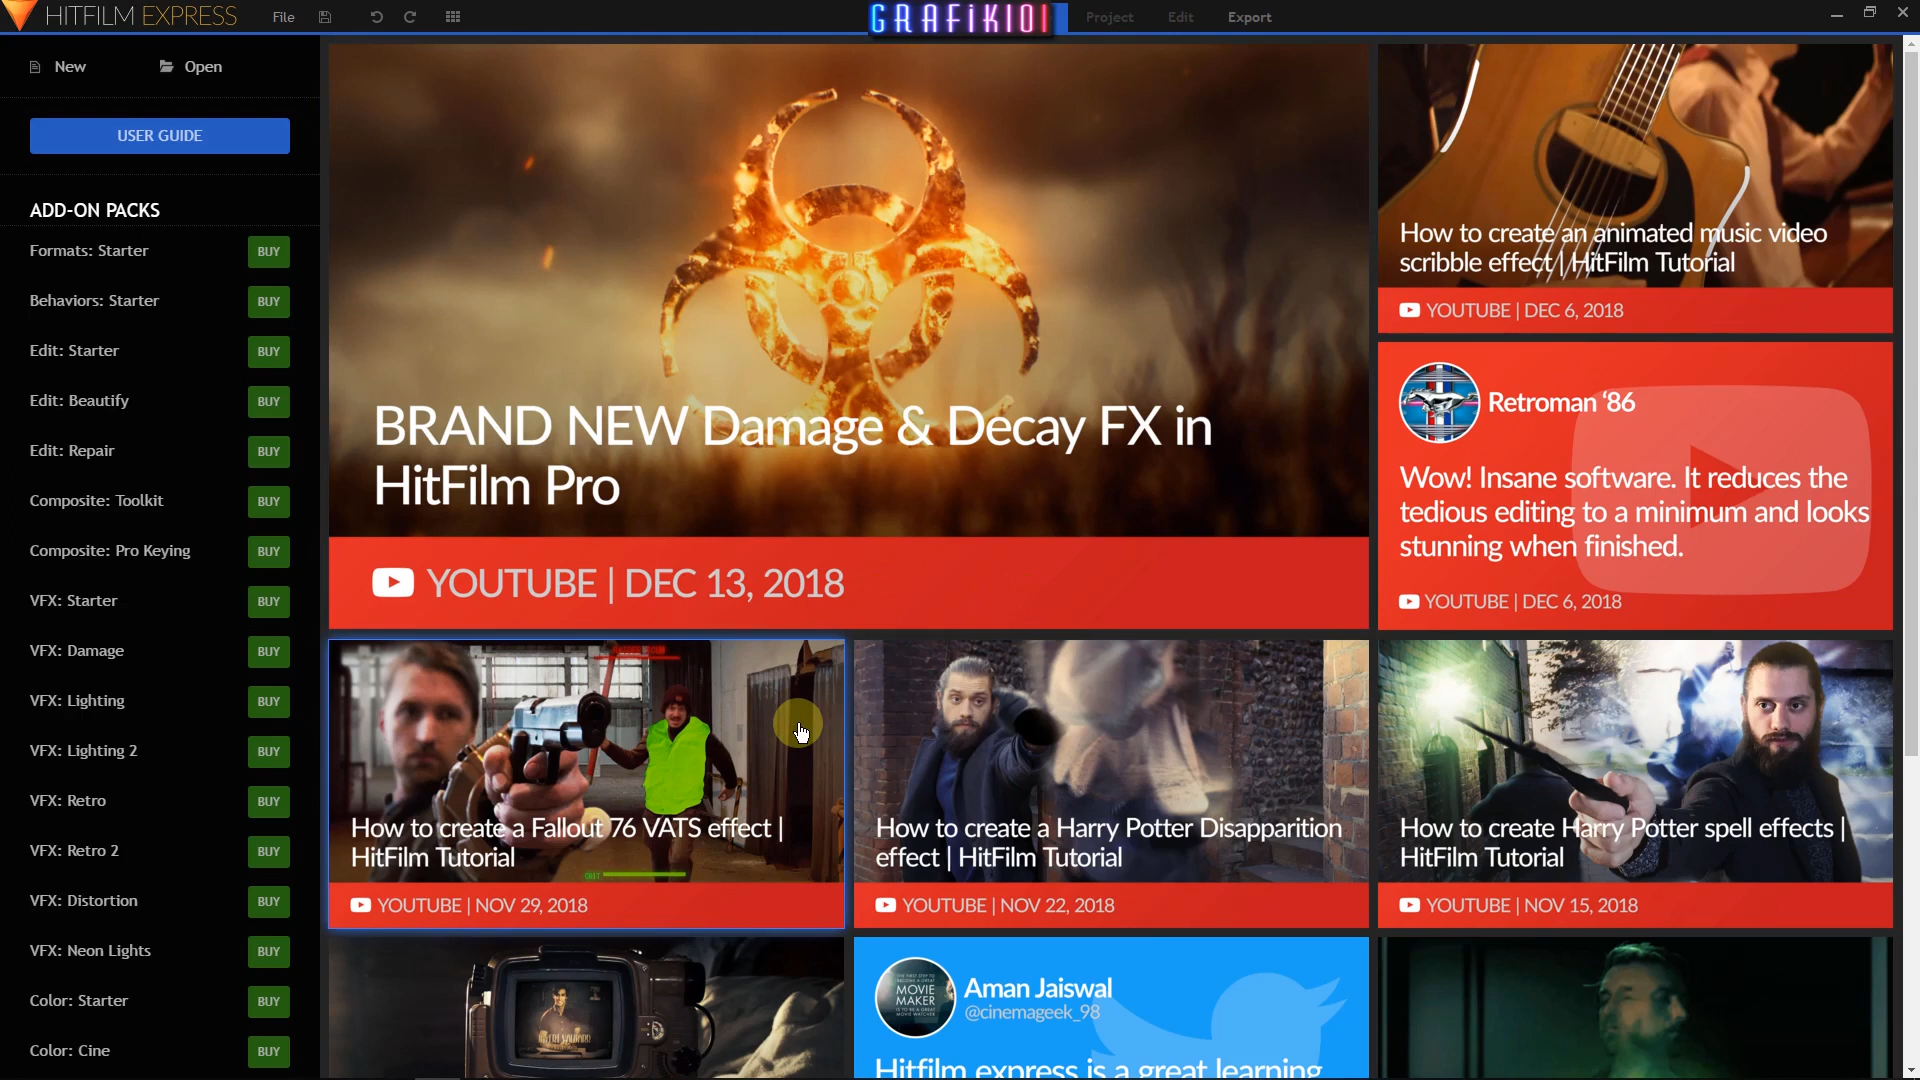 HITFILM EXPRESS
File
GRAFiK101
Project
Edit
Export
New
Open
USER GUIDE
ADD-ON PACKS
Formats: Starter BUY
Behaviors: Starter BUY
Edit: Starter BUY
Edit: Beautify BUY
Edit: Repair BUY
Composite: Toolkit BUY
Composite: Pro Keying BUY
VFX: Starter BUY
VFX: Damage BUY
VFX: Lighting BUY
VFX: Lighting 2 BUY
VFX: Retro BUY
VFX: Retro 2 BUY
VFX: Distortion BUY
VFX: Neon Lights BUY
Color: Starter BUY
Color: Cine BUY
BRAND NEW Damage & Decay FX in
HitFilm Pro
YOUTUBE | DEC 13, 2018
How to create an animated music video
scribble effect | HitFilm Tutorial
YOUTUBE | DEC 6, 2018
Retroman ‘86
Wow! Insane software. It reduces the
tedious editing to a minimum and looks
stunning when finished.
YOUTUBE | DEC 6, 2018
How to create a Fallout 76 VATS effect |
HitFilm Tutorial
YOUTUBE | NOV 29, 2018
How to create a Harry Potter Disapparition
effect | HitFilm Tutorial
YOUTUBE | NOV 22, 2018
How to create Harry Potter spell effects |
HitFilm Tutorial
YOUTUBE | NOV 15, 2018
MOVIE
MAKER
Aman Jaiswal
@cinemageek_98
Hitfilm express is a great learning